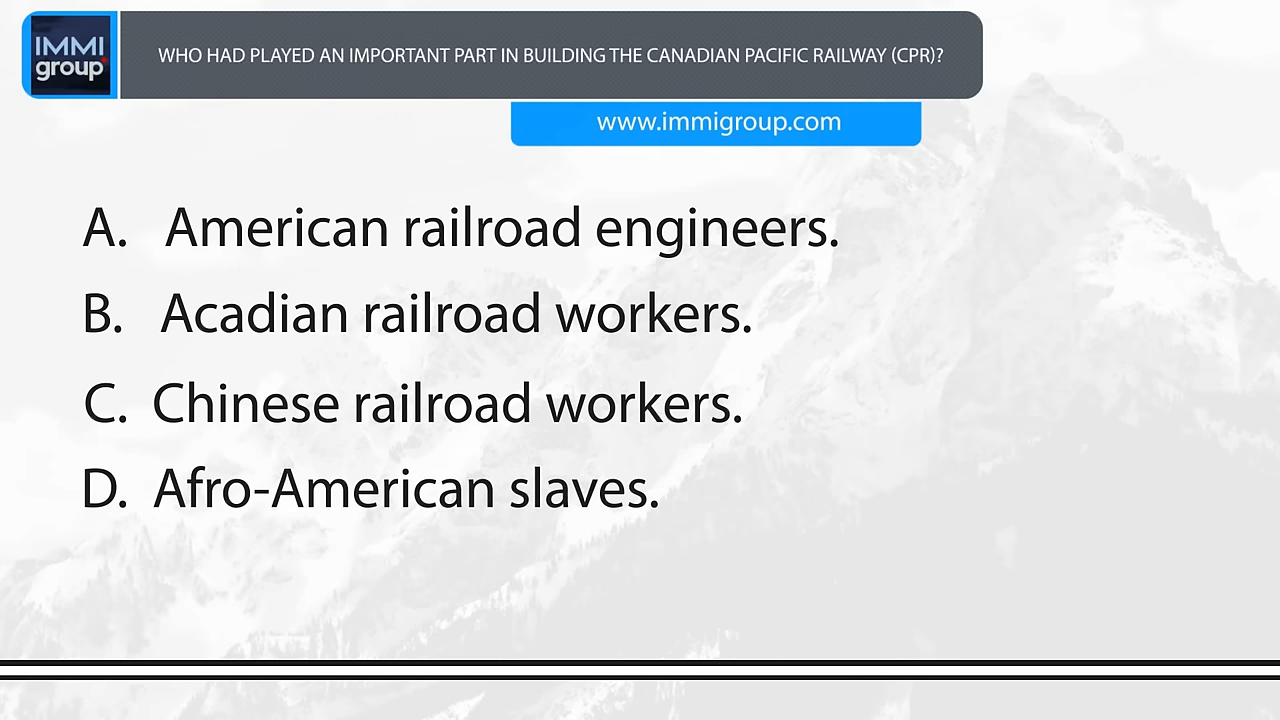 IMMI
group
WHO HAD PLAYED AN IMPORTANT PART IN BUILDING THE CANADIAN PACIFIC RAILWAY (CPR)?
www.immigroup.com
A. American railroad engineers.
B. Acadian railroad workers.
C. Chinese railroad workers.
D. Afro-American slaves.